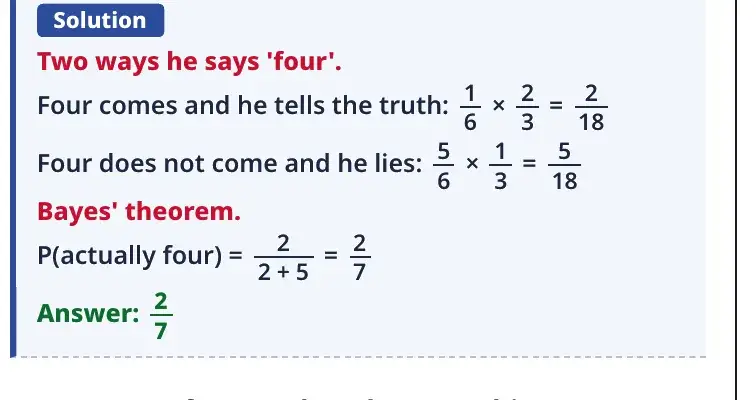 Solution
Two ways he says 'four'.
Four comes and he tells the truth: 1/6 × 2/3 = 2/18
Four does not come and he lies: 5/6 × 1/3 = 5/18
Bayes' theorem.
P(actually four) = 2/(2 + 5) = 2/7
Answer: 2/7